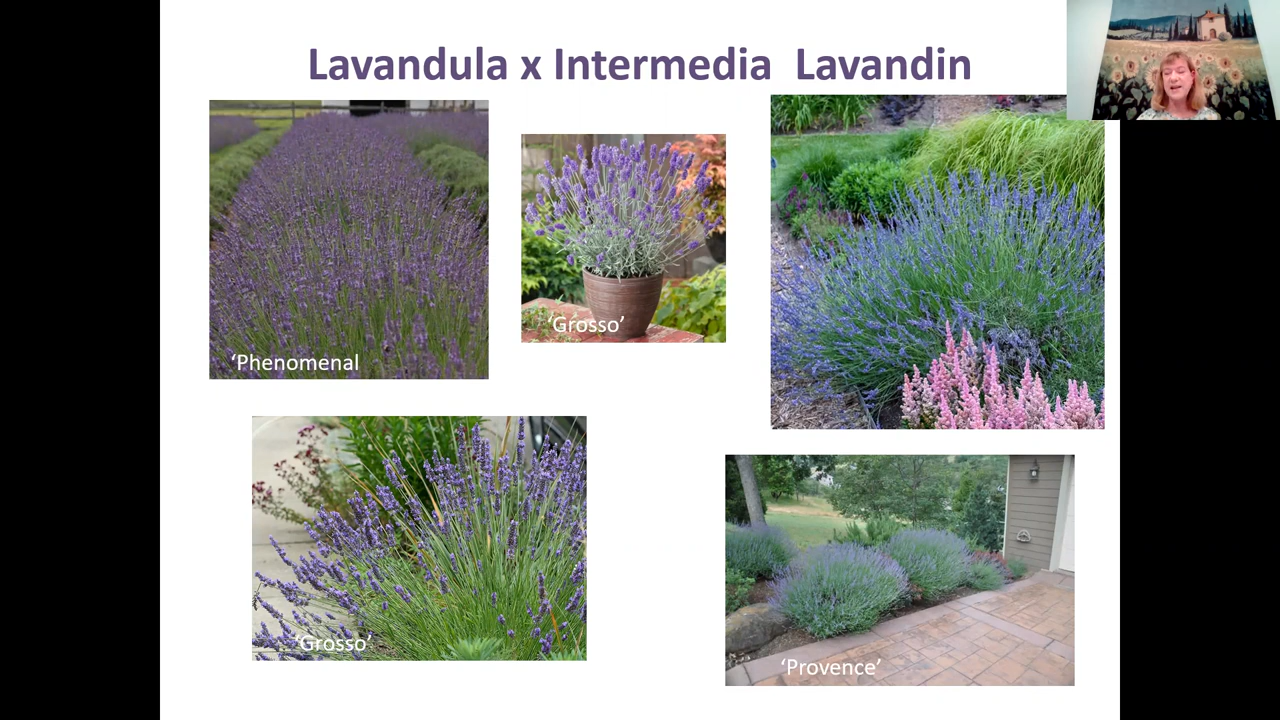 Lavandula x Intermedia  Lavandin
‘Grosso’
‘Phenomenal
‘Grosso’
‘Provence’